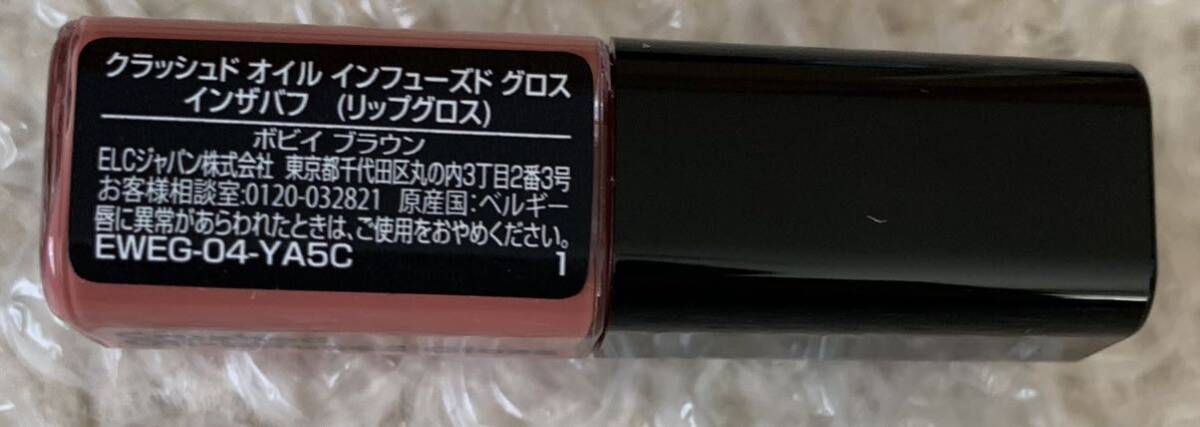 クラッシュド オイル インフューズド グロス
インザバフ (リップグロス)
ボビイ ブラウン
ELCジャパン株式会社 東京都千代田区丸の内3丁目2番3号
お客様相談室:0120-032821 原産国:ベルギー
唇に異常があらわれたときは、ご使用をおやめください。
EWEG-04-YA5C 1